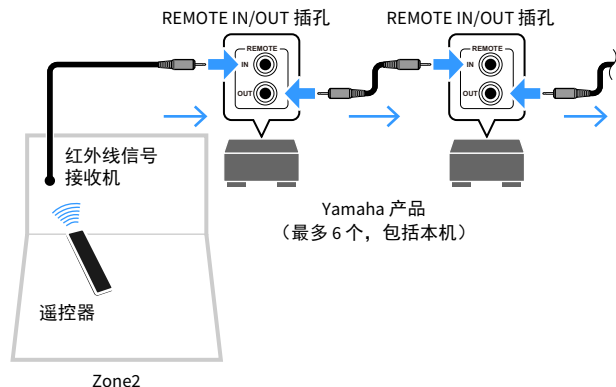 REMOTE IN/OUT 插孔
REMOTE IN/OUT 插孔
REMOTE
IN
OUT
REMOTE
IN
OUT
红外线信号
接收机
Yamaha 产品
（最多 6 个，包括本机）
遥控器
Zone2